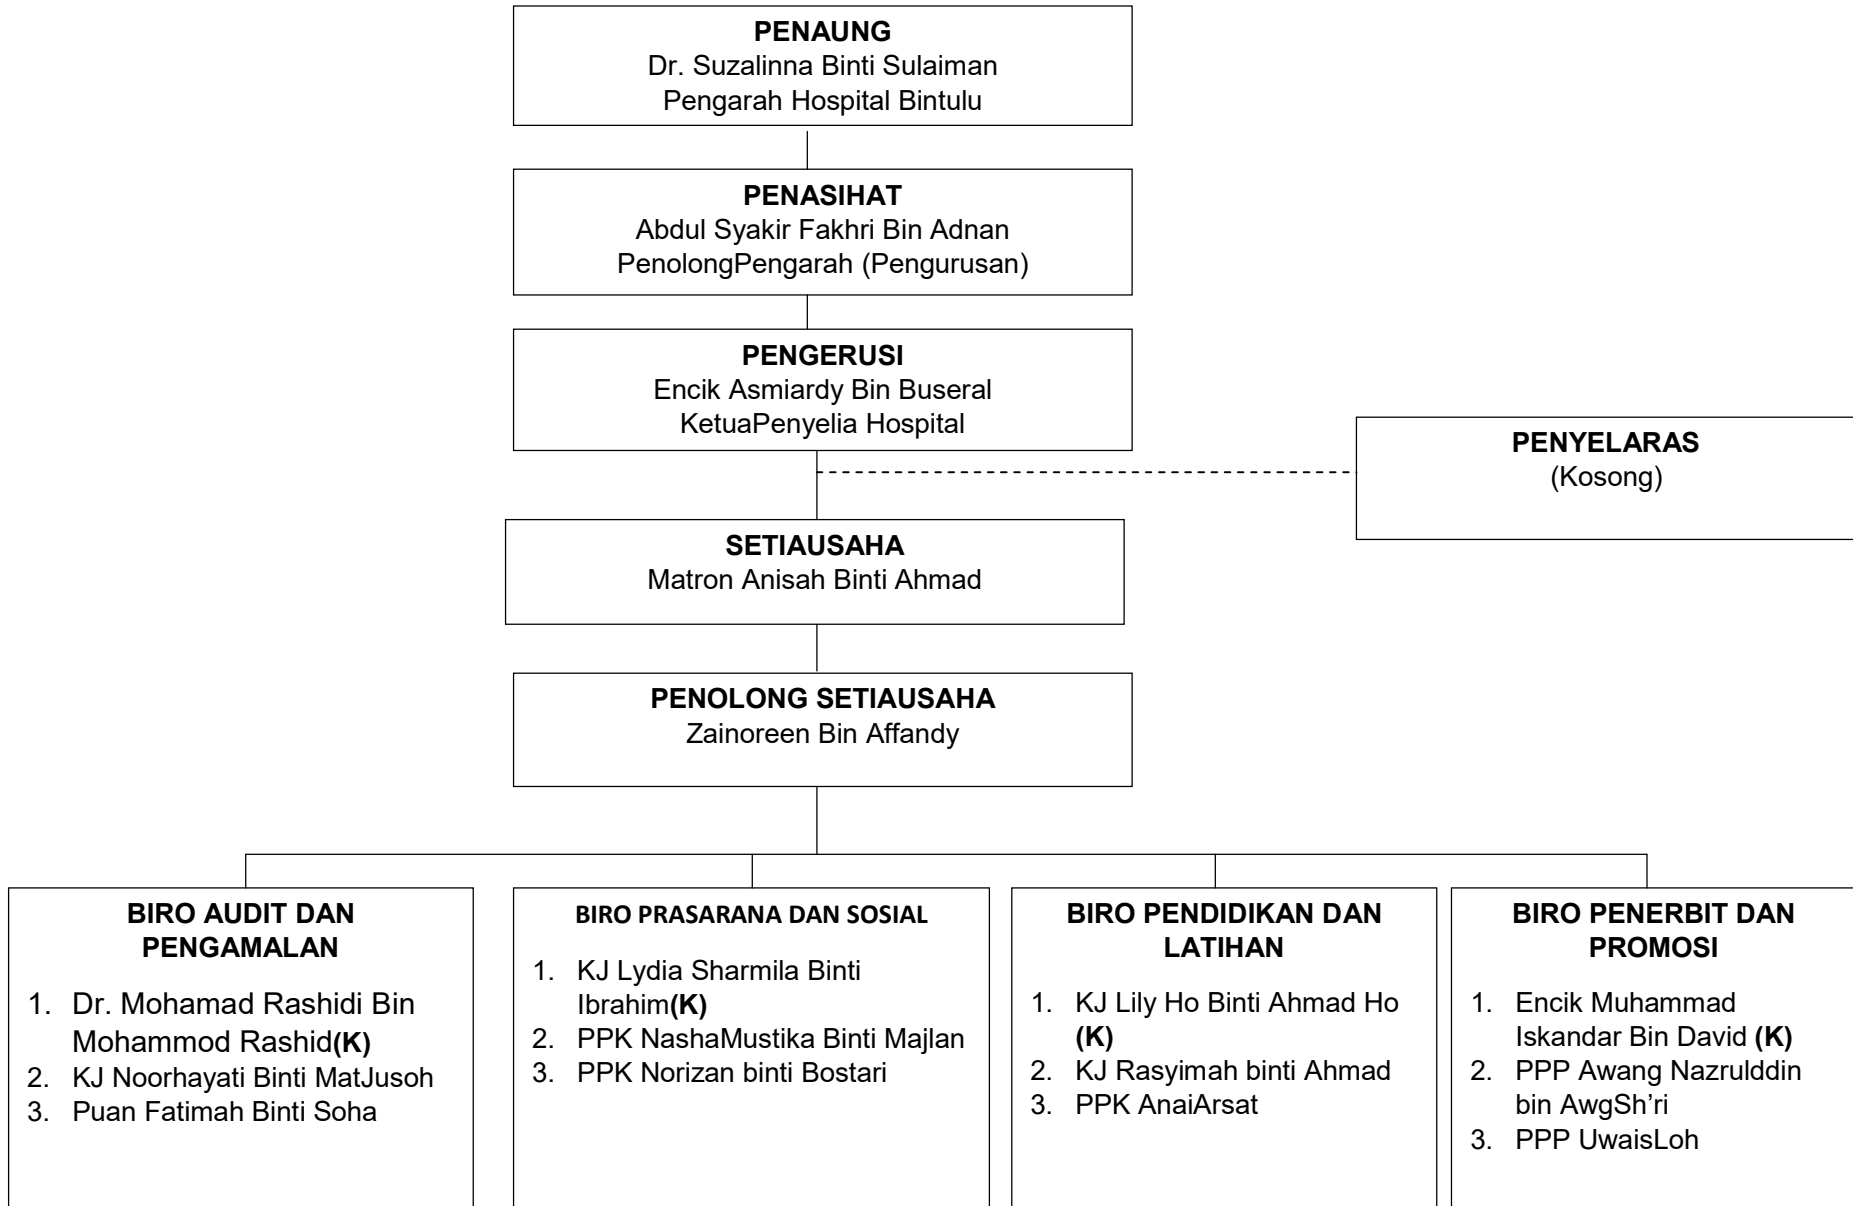 PENAUNG
Dr. Suzalinna Binti Sulaiman
Pengarah Hospital Bintulu
PENASIHAT
Abdul Syakir Fakhri Bin Adnan
PenolongPengarah (Pengurusan)
PENGERUSI
Encik Asmiardy Bin Buseral
KetuaPenyelia Hospital
PENYELARAS
(Kosong)
SETIAUSAHA
Matron Anisah Binti Ahmad
PENOLONG SETIAUSAHA
Zainoreen Bin Affandy
BIRO AUDIT DAN
PENGAMALAN
1. Dr. Mohamad Rashidi Bin
Mohammod Rashid(K)
2. KJ Noorhayati Binti MatJusoh
3. Puan Fatimah Binti Soha
BIRO PRASARANA DAN SOSIAL
1. KJ Lydia Sharmila Binti
Ibrahim(K)
2. PPK NashaMustika Binti Majlan
3. PPK Norizan binti Bostari
BIRO PENDIDIKAN DAN
LATIHAN
1. KJ Lily Ho Binti Ahmad Ho
(K)
2. KJ Rasyimah binti Ahmad
3. PPK AnaiArsat
BIRO PENERBIT DAN
PROMOSI
1. Encik Muhammad
Iskandar Bin David (K)
2. PPP Awang Nazrulddin
bin AwgSh’ri
3. PPP UwaisLoh